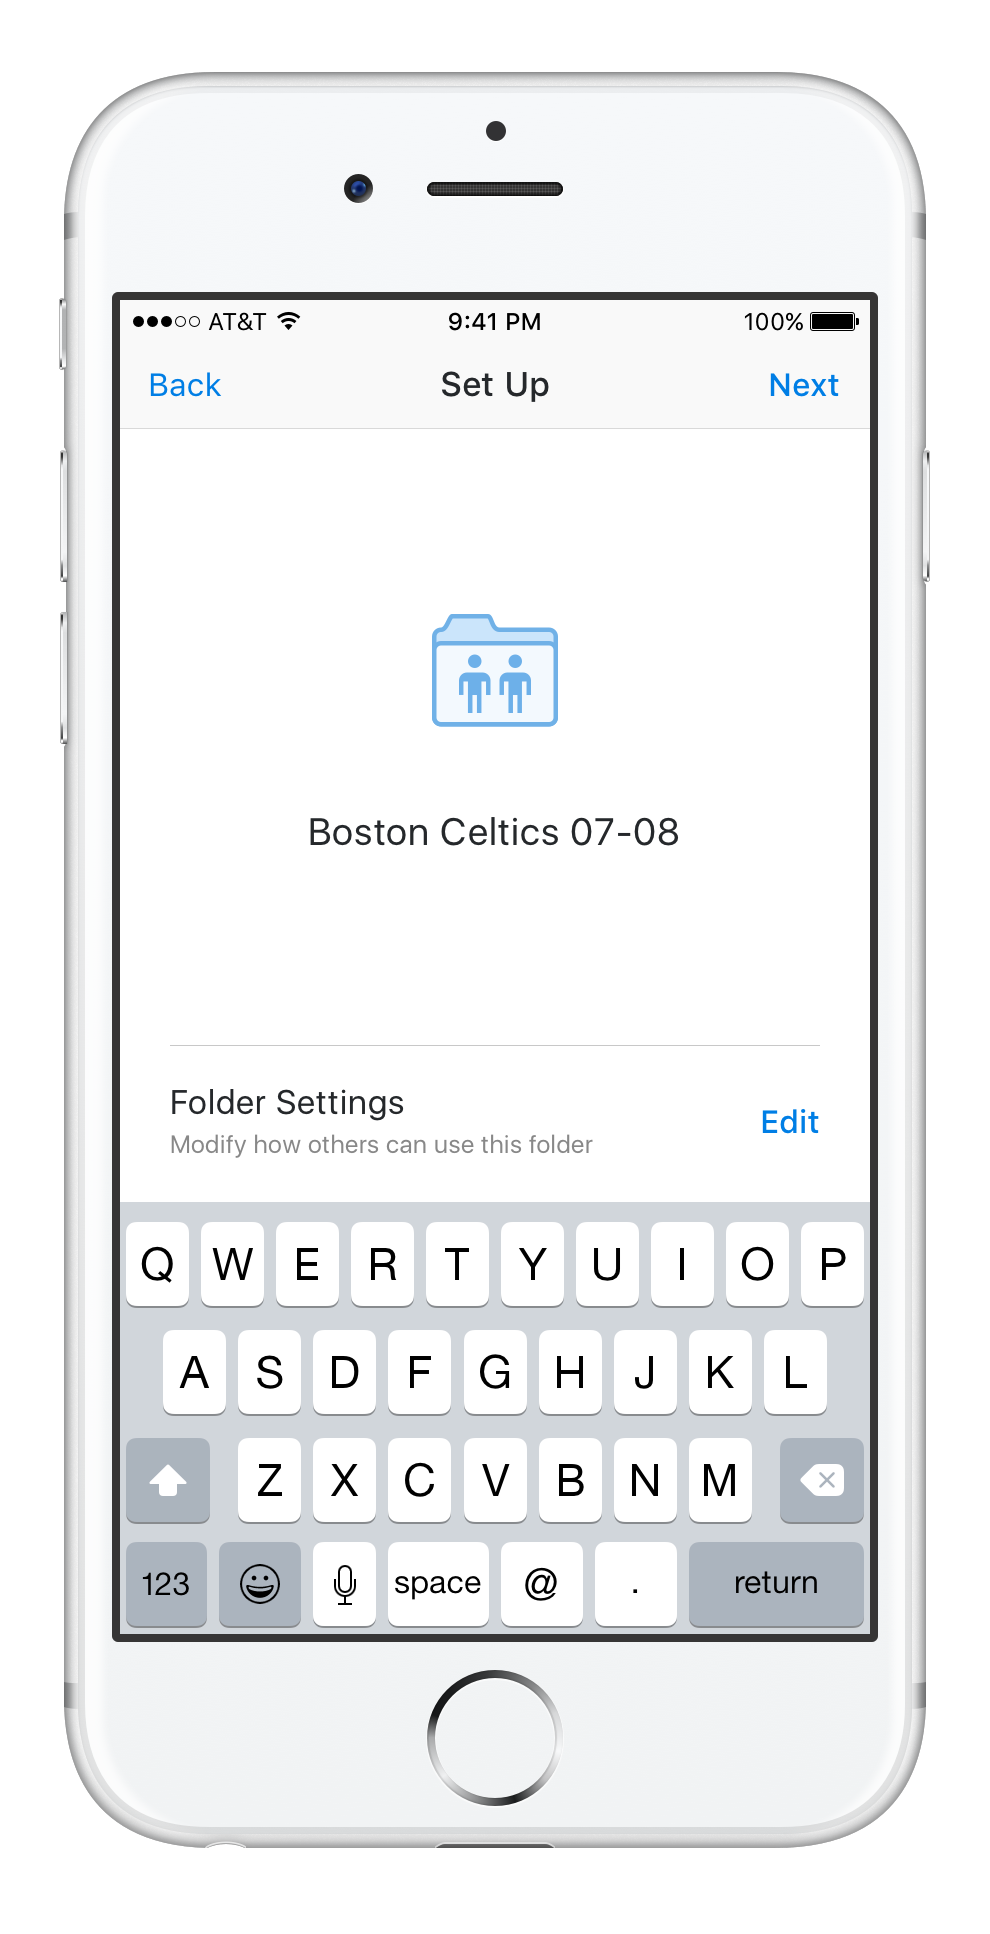 AT&T 9:41 PM 100%
Back Set Up Next
Boston Celtics 07-08
Folder Settings
Modify how others can use this folder
Edit
Q W E R T Y U I O P
A S D F G H J K L
Z X C V B N M
123 space @ . return